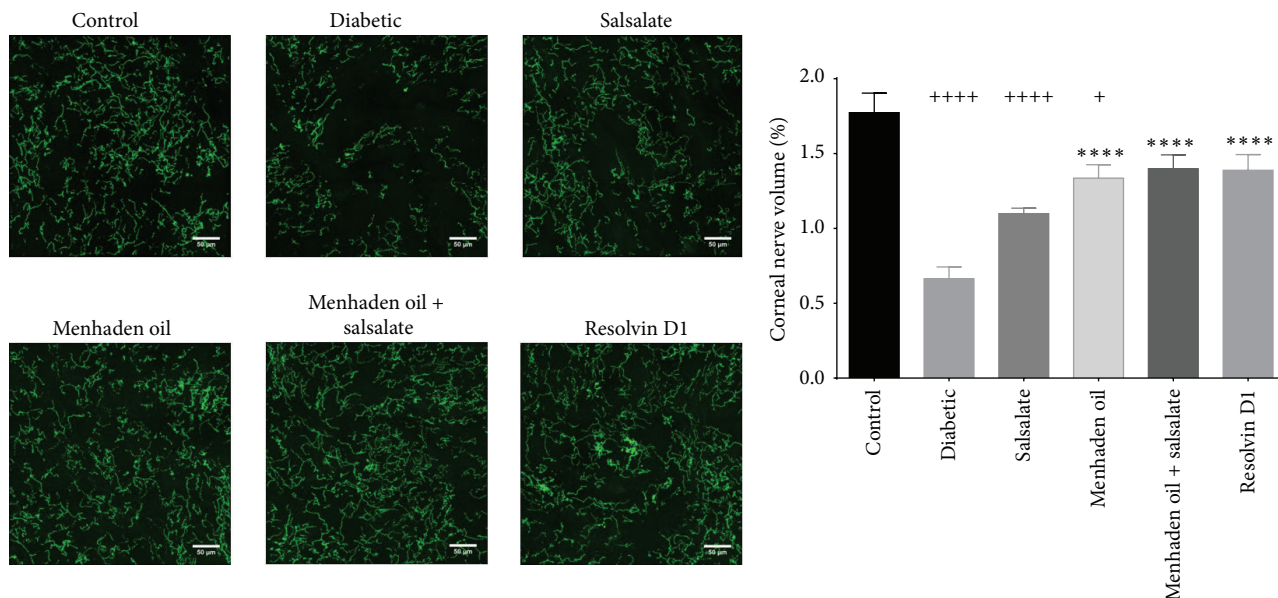 Control
Diabetic
Salsalate
50 µm
50 µm
50 µm
Menhaden oil
Menhaden oil +
salsalate
Resolvin D1
50 µm
50 µm
50 µm
Corneal nerve volume (%)
2.0
1.5
1.0
0.5
0.0
++++
++++
+
****
****
****
Control
Diabetic
Salsalate
Menhaden oil
Menhaden oil + salsalate
Resolvin D1